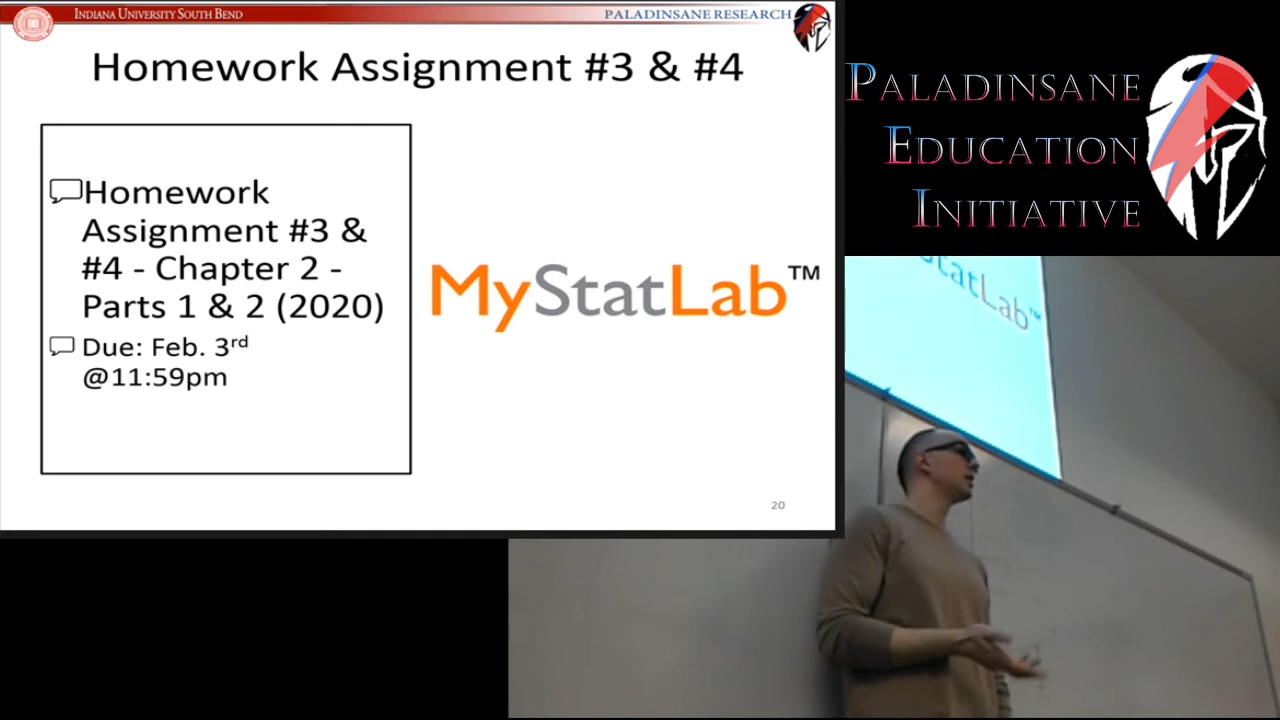 INDIANA UNIVERSITY SOUTH BEND
PALADINSANE RESEARCH
Homework Assignment #3 & #4
Homework
Assignment #3 &
#4 - Chapter 2 -
Parts 1 & 2 (2020)
Due: Feb. 3rd
@11:59pm
MyStatLab™
20
PALADINSANE
EDUCATION
INITIATIVE
StatLab™